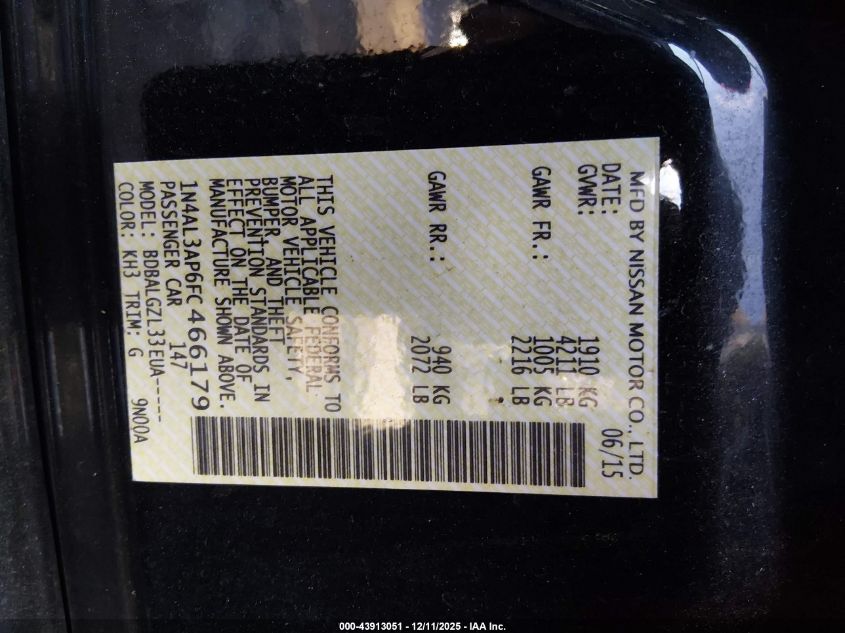 MFD BY NISSAN MOTOR CO., LTD.
DATE: 06/15
GVWR: 1910 KG
4211 LB
GAWR FR.: 1005 KG
2216 LB
GAWR RR.: 940 KG
2072 LB
THIS VEHICLE CONFORMS TO
ALL APPLICABLE FEDERAL
MOTOR VEHICLE SAFETY,
BUMPER, AND THEFT
PREVENTION STANDARDS IN
EFFECT ON THE DATE OF
MANUFACTURE SHOWN ABOVE.
1N4AL3AP6FC466179
PASSENGER CAR 147
MODEL: BDBALGZL33EUA-----
COLOR: KH3 TRIM: G 9N00A
000-43913051 - 12/11/2025 - IAA Inc.